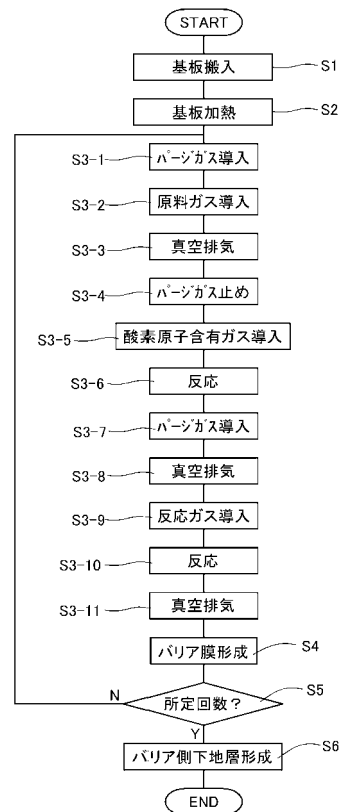 START
基板搬入 S1
基板加熱 S2
S3-1 パージガス導入
S3-2 原料ガス導入
S3-3 真空排気
S3-4 パージガス止め
S3-5 酸素原子含有ガス導入
S3-6 反応
S3-7 パージガス導入
S3-8 真空排気
S3-9 反応ガス導入
S3-10 反応
S3-11 真空排気
バリア膜形成 S4
N 所定回数? S5
Y
バリア側下地層形成 S6
END